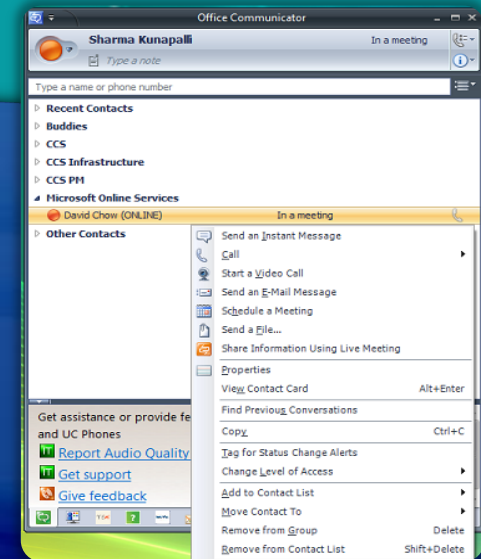 Office Communicator
Sharma Kunapalli In a meeting
Type a note
Type a name or phone number
Recent Contacts
Buddies
CCS
CCS Infrastructure
CCS PM
Microsoft Online Services
David Chow (ONLINE) In a meeting
Other Contacts
Send an Instant Message
Call
Start a Video Call
Send an E-Mail Message
Schedule a Meeting
Send a File...
Share Information Using Live Meeting
Properties
View Contact Card Alt+Enter
Find Previous Conversations
Copy Ctrl+C
Tag for Status Change Alerts
Change Level of Access
Add to Contact List
Move Contact To
Remove from Group Delete
Remove from Contact List Shift+Delete
Get assistance or provide fe
and UC Phones
Report Audio Quality
Get support
Give feedback